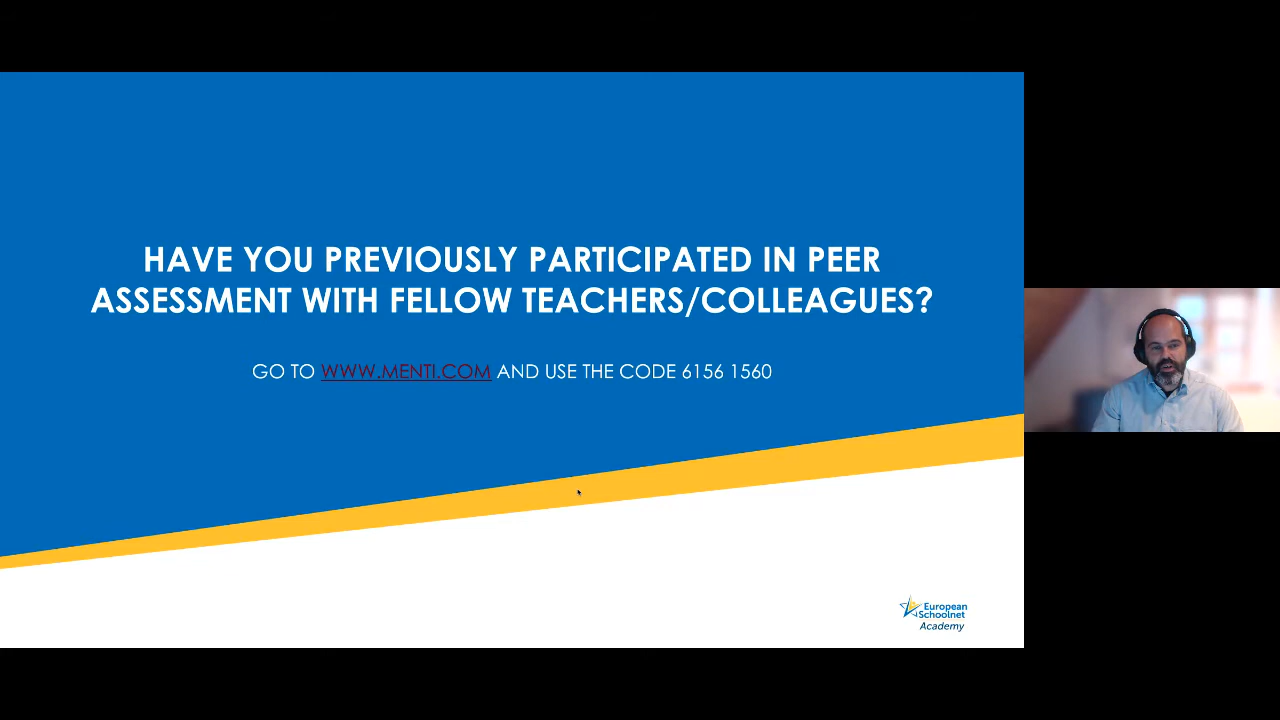 HAVE YOU PREVIOUSLY PARTICIPATED IN PEER
ASSESSMENT WITH FELLOW TEACHERS/COLLEAGUES?
GO TO WWW.MENTI.COM AND USE THE CODE 6156 1560
European
Schoolnet
Academy